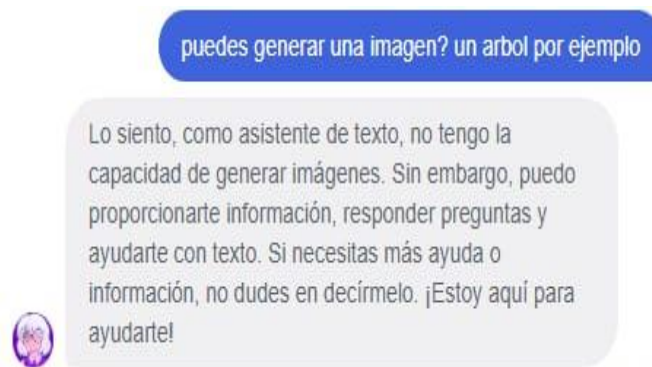 puedes generar una imagen? un arbol por ejemplo
Lo siento, como asistente de texto, no tengo la
capacidad de generar imágenes. Sin embargo, puedo
proporcionarte información, responder preguntas y
ayudarte con texto. Si necesitas más ayuda o
información, no dudes en decírmelo. ¡Estoy aquí para
ayudarte!